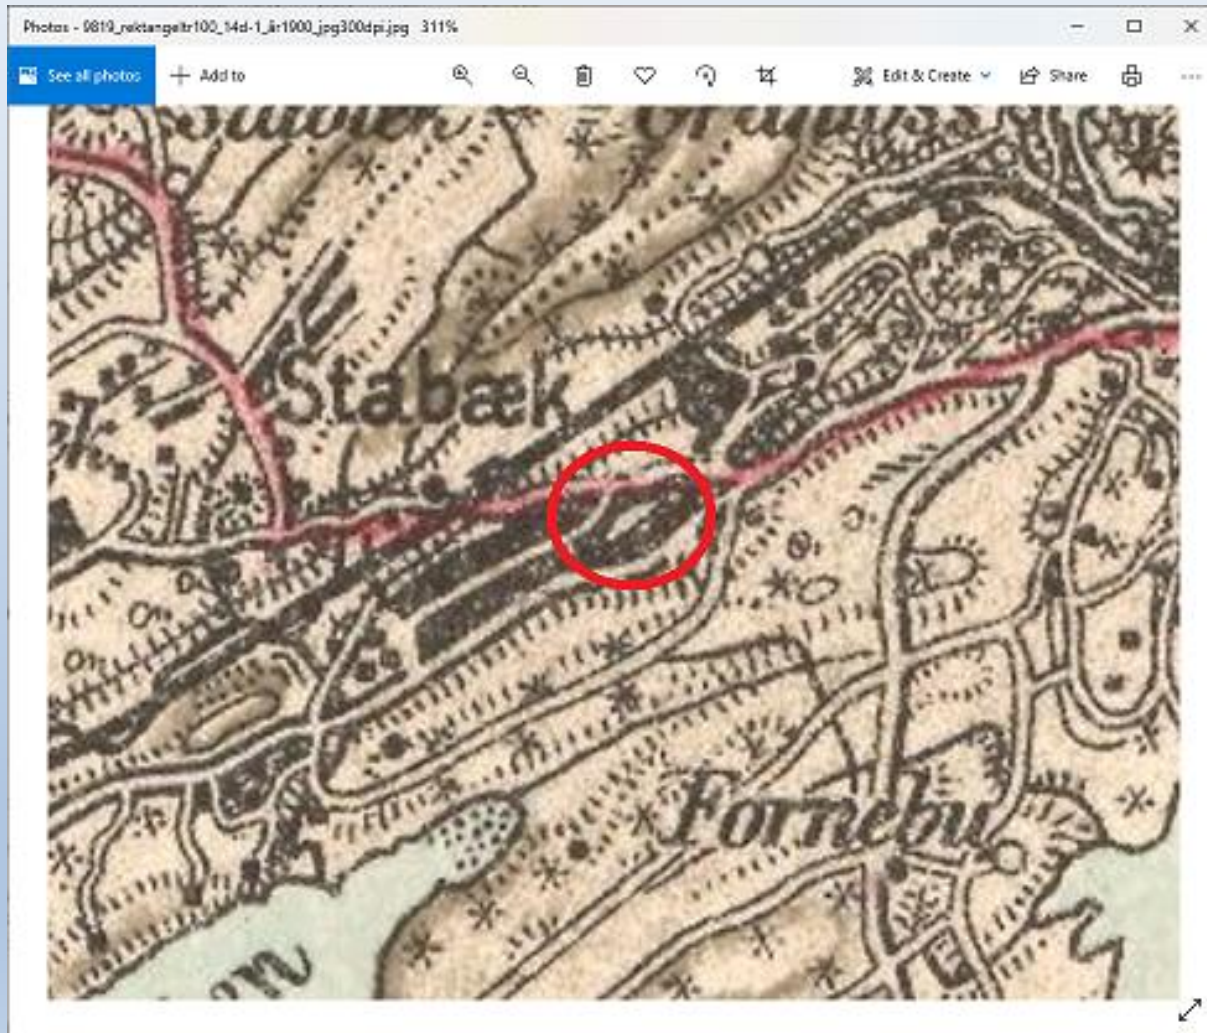 Photos - 9819_rektangeltr100_14d-1_år1900_jpg300dpi.jpg 311%
See all photos
Add to
Edit & Create
Share
Stabæk
Fornebu